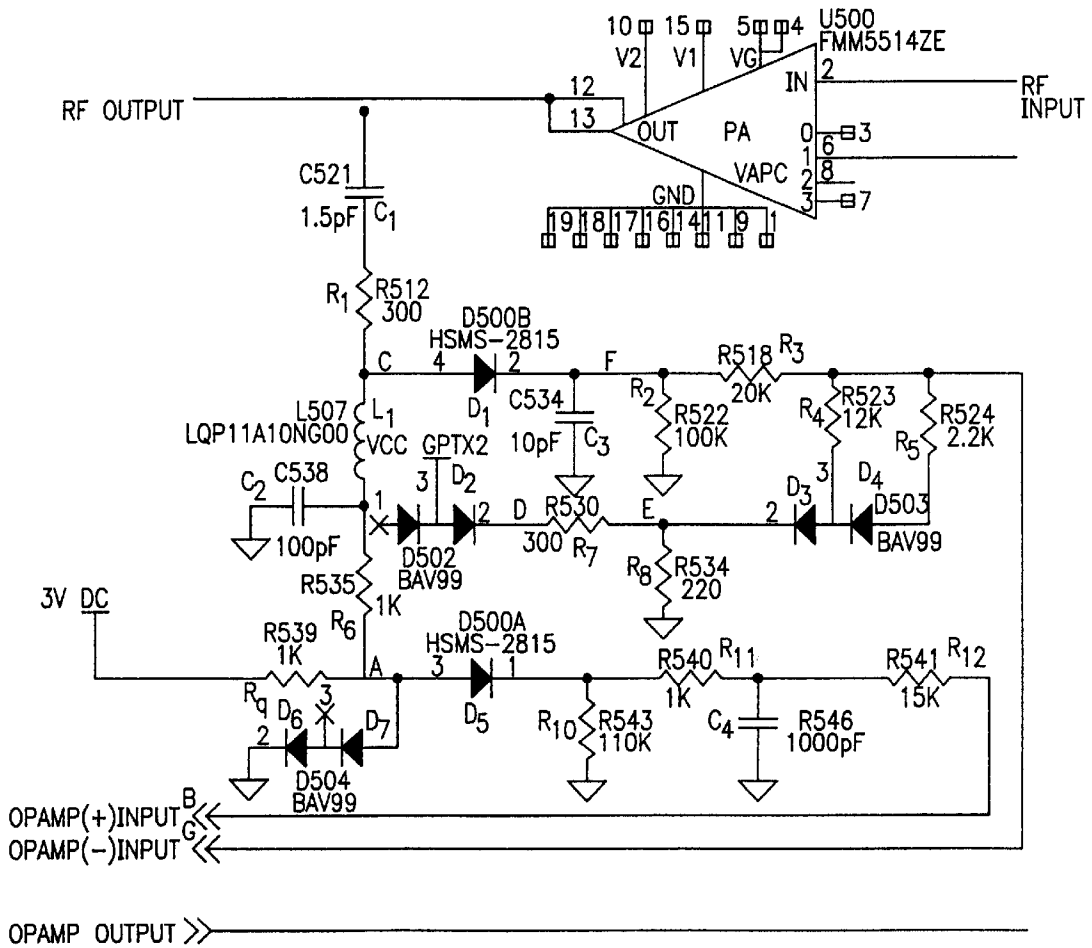 10 15 5 4 U500
FMM5514ZE
V2 V1 VG
IN 2 RF
INPUT
RF OUTPUT 12
13 OUT PA 0 3
1 6
VAPC 2 8
3 7
GND
19 18 17 16 14 11 9 1
C521
1.5pF C1
R1 R512
300
D500B
HSMS-2815
C 4 2 F
D1
R518 R3
20K
C534
10pF C3
R2 R522
100K
R4 R523
12K
R5 R524
2.2K
L507 L1
LQP11A10NG00
VCC GPTX2
C2 C538
100pF
1 3 D2
2 D
D502
BAV99
R530
300 R7
E
2 D3 3 D4
D503
BAV99
R8 R534
220
R535
1K
R6
3V DC
R539
1K
Rq
A
D500A
HSMS-2815
3 1
D5
R540 R11
1K
R541 R12
15K
2 D6 3 D7
D504
BAV99
R10 R543
110K
C4 R546
1000pF
OPAMP(+)INPUT B
OPAMP(-)INPUT G
OPAMP OUTPUT